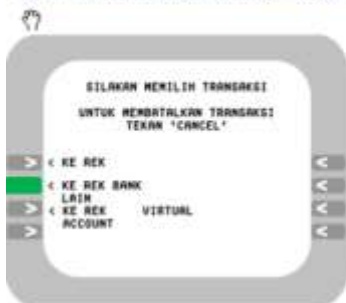 SILAKAN MEMILIH TRANSAKSI
UNTUK MEMBATALKAN TRANSAKSI
TEKAN 'CANCEL'
> < KE REK <
< KE REK BANK <
LAIN
> < KE REK VIRTUAL <
> ACCOUNT <